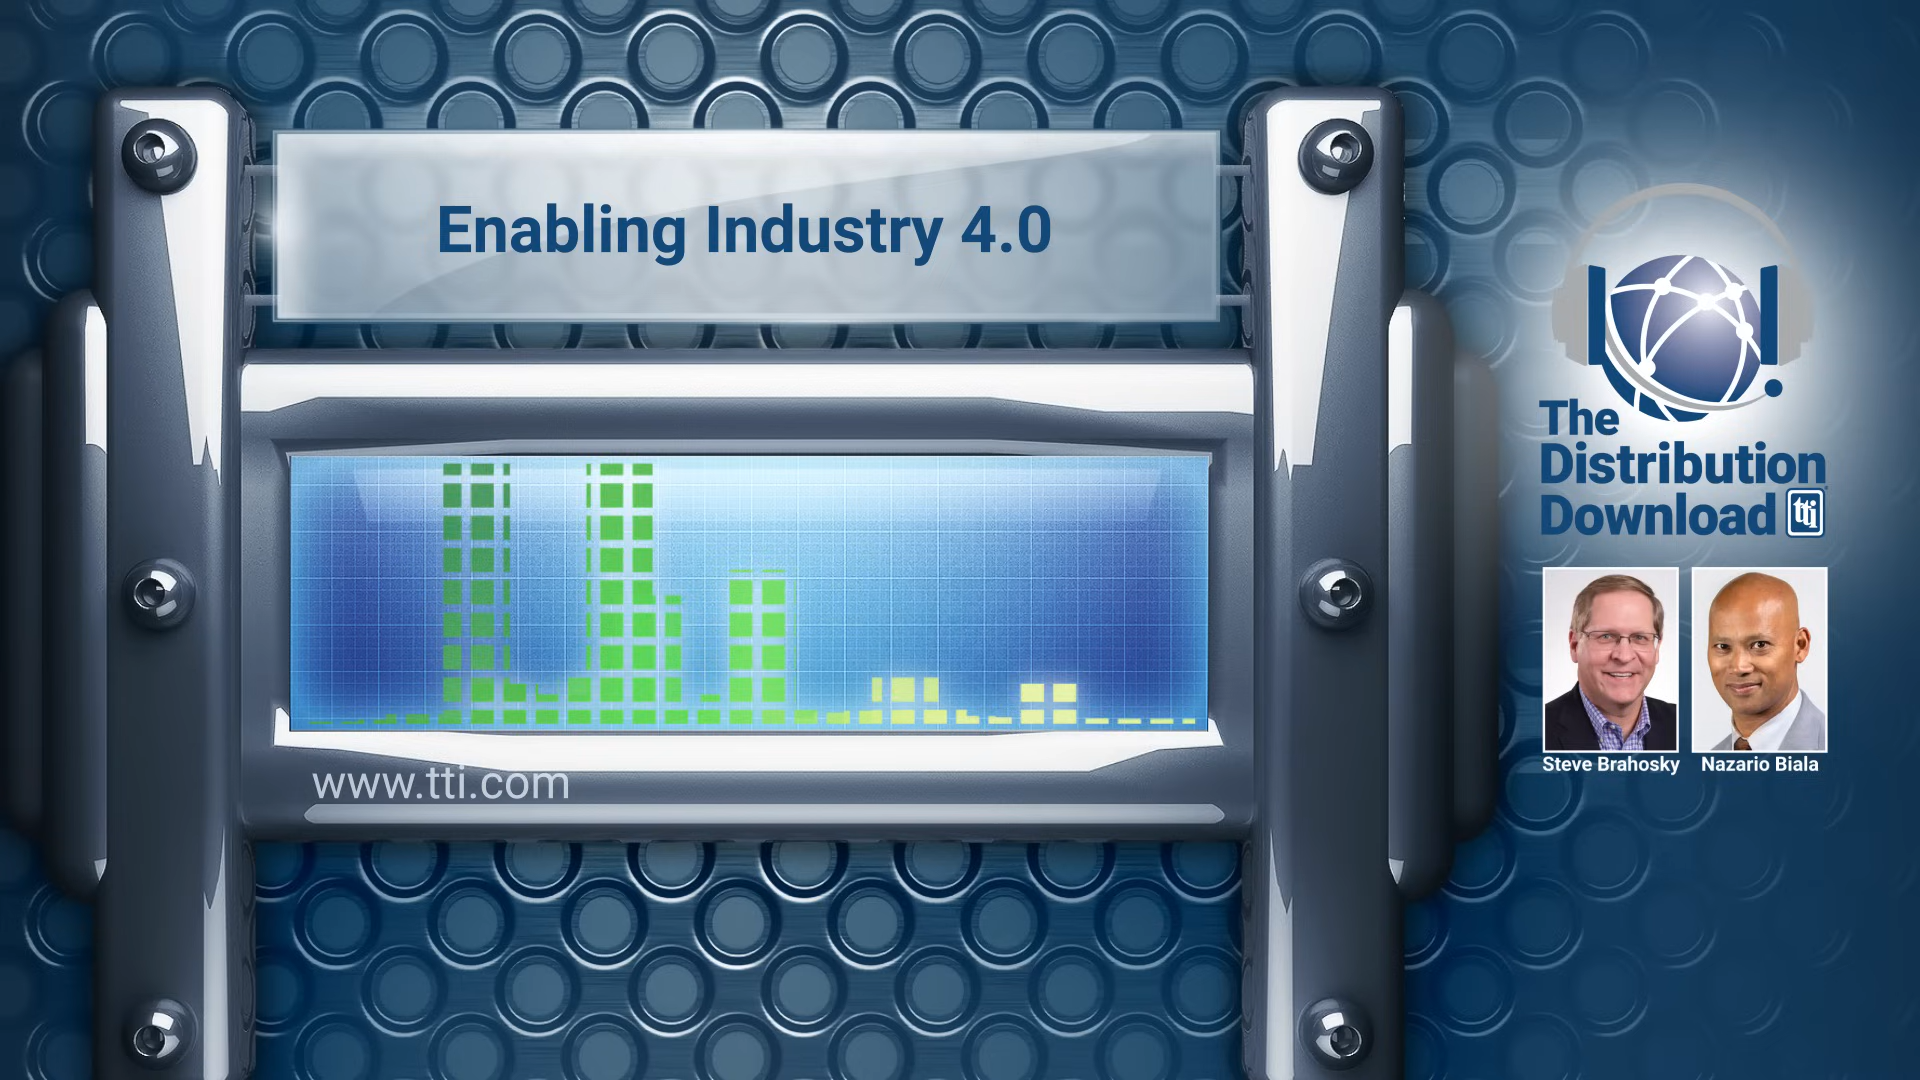 Enabling Industry 4.0
www.tti.com
The
Distribution
Download tti
Steve Brahosky
Nazario Biala